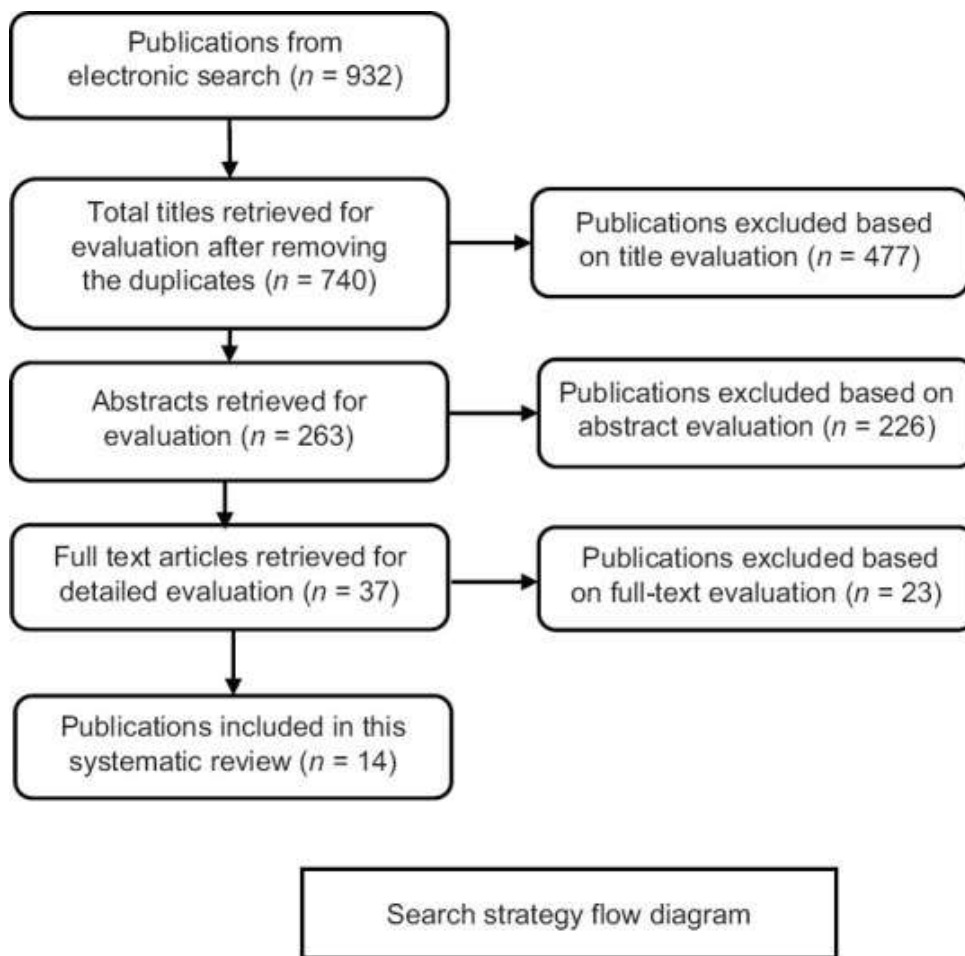 Publications from
electronic search (n = 932)
Total titles retrieved for
evaluation after removing
the duplicates (n = 740)
Publications excluded based
on title evaluation (n = 477)
Abstracts retrieved for
evaluation (n = 263)
Publications excluded based on
abstract evaluation (n = 226)
Full text articles retrieved for
detailed evaluation (n = 37)
Publications excluded based
on full-text evaluation (n = 23)
Publications included in this
systematic review (n = 14)
Search strategy flow diagram